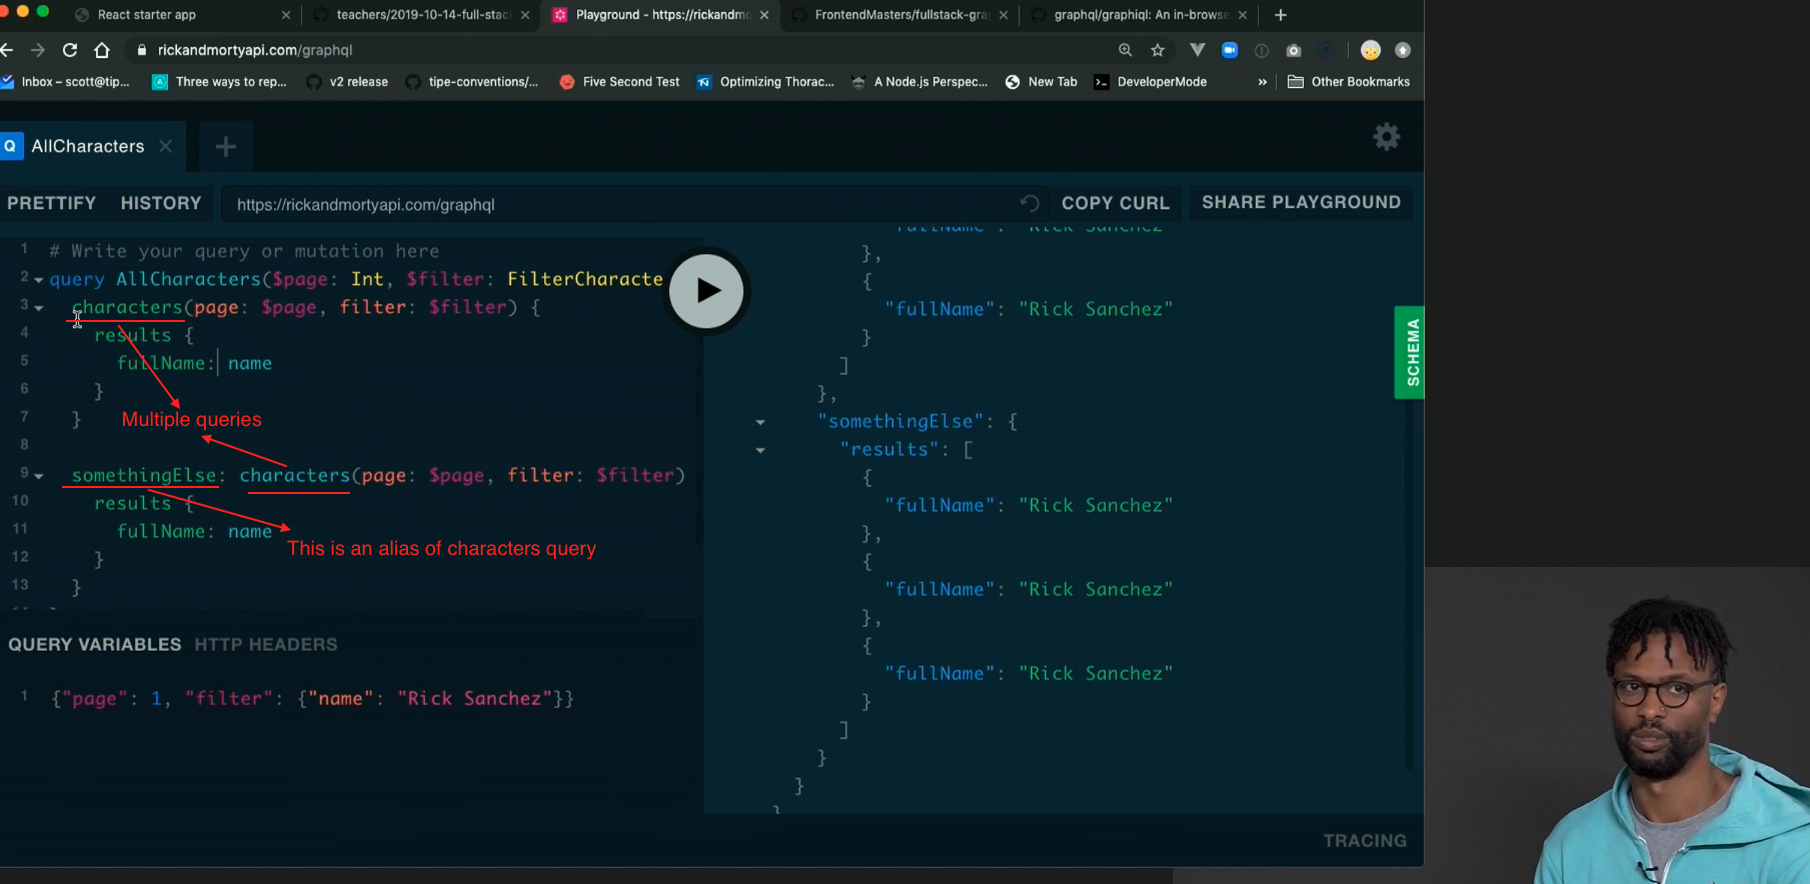 React starter app
teachers/2019-10-14-full-stac
Playground - https://rickandmo
FrontendMasters/fullstack-gra
graphql/graphiql: An in-browse
rickandmortyapi.com/graphql
Inbox – scott@tip...
Three ways to rep...
v2 release
tipe-conventions/...
Five Second Test
Optimizing Thorac...
A Node.js Perspec...
New Tab
DeveloperMode
»
Other Bookmarks
Q AllCharacters
PRETTIFY HISTORY https://rickandmortyapi.com/graphql COPY CURL SHARE PLAYGROUND
1 # Write your query or mutation here
2 query AllCharacters($page: Int, $filter: FilterCharacte
3 characters(page: $page, filter: $filter) {
4 results {
5 fullName: name
6 }
7 }
Multiple queries
8
9 somethingElse: characters(page: $page, filter: $filter)
10 results {
11 fullName: name
This is an alias of characters query
12 }
13 }
QUERY VARIABLES HTTP HEADERS
1 {"page": 1, "filter": {"name": "Rick Sanchez"}}
"fullName": "Rick Sanchez"
},
{
"fullName": "Rick Sanchez"
}
]
},
"somethingElse": {
"results": [
{
"fullName": "Rick Sanchez"
},
{
"fullName": "Rick Sanchez"
},
{
"fullName": "Rick Sanchez"
}
]
}
}
SCHEMA
TRACING